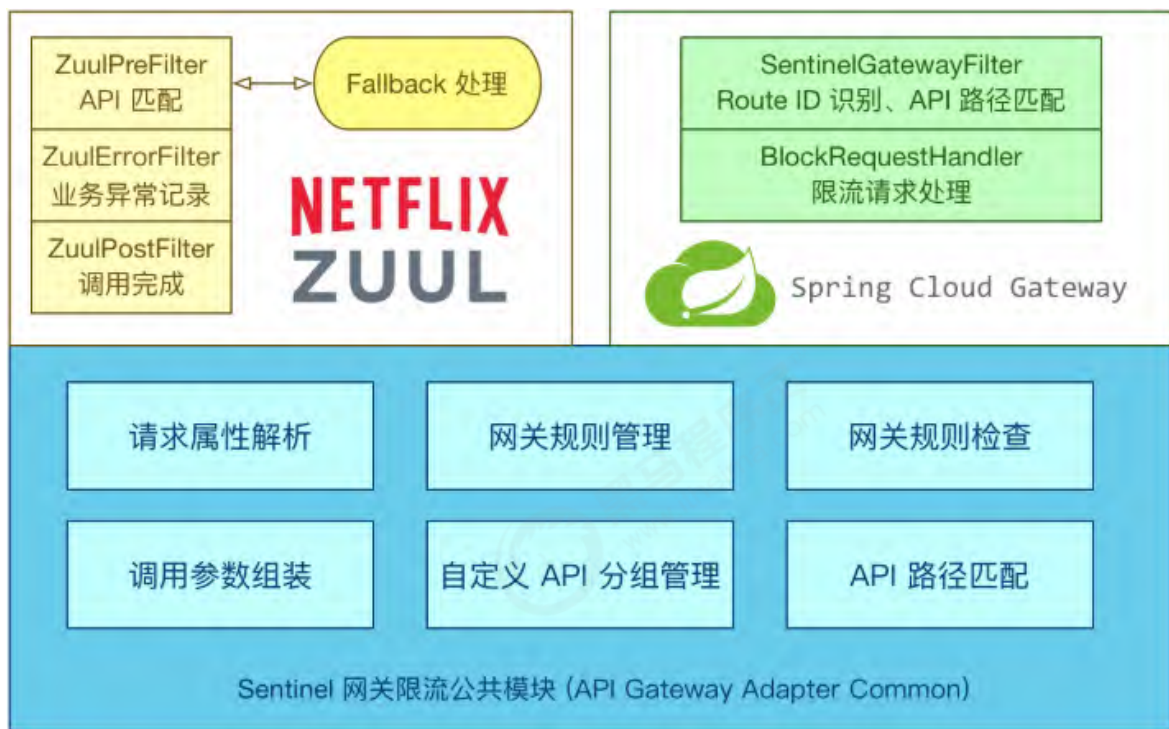 ZuulPreFilter
API 匹配
Fallback 处理
ZuulErrorFilter
业务异常记录
ZuulPostFilter
调用完成
NETFLIX
ZUUL
SentinelGatewayFilter
Route ID 识别、API 路径匹配
BlockRequestHandler
限流请求处理
Spring Cloud Gateway
请求属性解析
网关规则管理
网关规则检查
调用参数组装
自定义 API 分组管理
API 路径匹配
Sentinel 网关限流公共模块 (API Gateway Adapter Common)